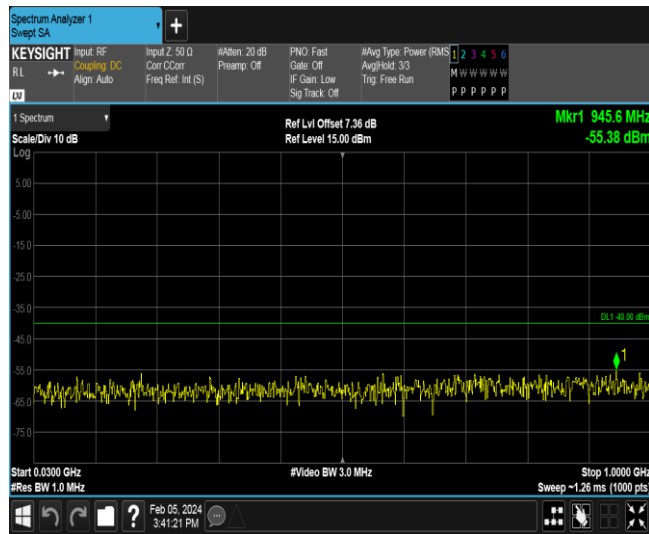 Spectrum Analyzer 1
Swept SA
+
KEYSIGHT
RL
LXI
Input: RF
Coupling: DC
Align: Auto
Input Z: 50 Ω
Corr CCorr
Freq Ref: Int (S)
#Atten: 20 dB
Preamp: Off
PNO: Fast
Gate: Off
IF Gain: Low
Sig Track: Off
#Avg Type: Power (RMS
Avg|Hold: 3/3
Trig: Free Run
1 2 3 4 5 6
M W W W W W
P P P P P P
1 Spectrum
Scale/Div 10 dB
Log
Ref Lvl Offset 7.36 dB
Ref Level 15.00 dBm
Mkr1 945.6 MHz
-55.38 dBm
5.00
-5.00
-15.0
-25.0
-35.0
DL1 -40.00 dBm
-45.0
1
-55.0
-65.0
-75.0
Start 0.0300 GHz
#Res BW 1.0 MHz
#Video BW 3.0 MHz
Stop 1.0000 GHz
Sweep ~1.26 ms (1000 pts
?
Feb 05, 2024
3:41:21 PM